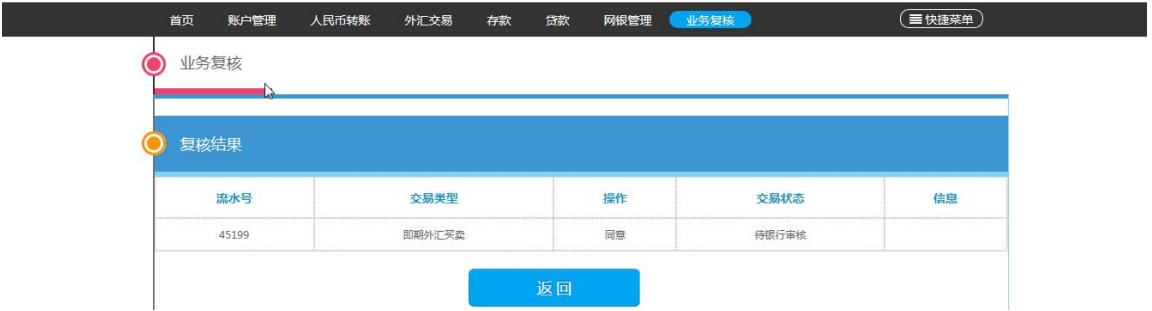 首页 账户管理 人民币转账 外汇交易 存款 贷款 网银管理 业务复核 快捷菜单
业务复核
复核结果
流水号 交易类型 操作 交易状态 信息
45199 即期外汇买卖 同意 待银行审核
返回